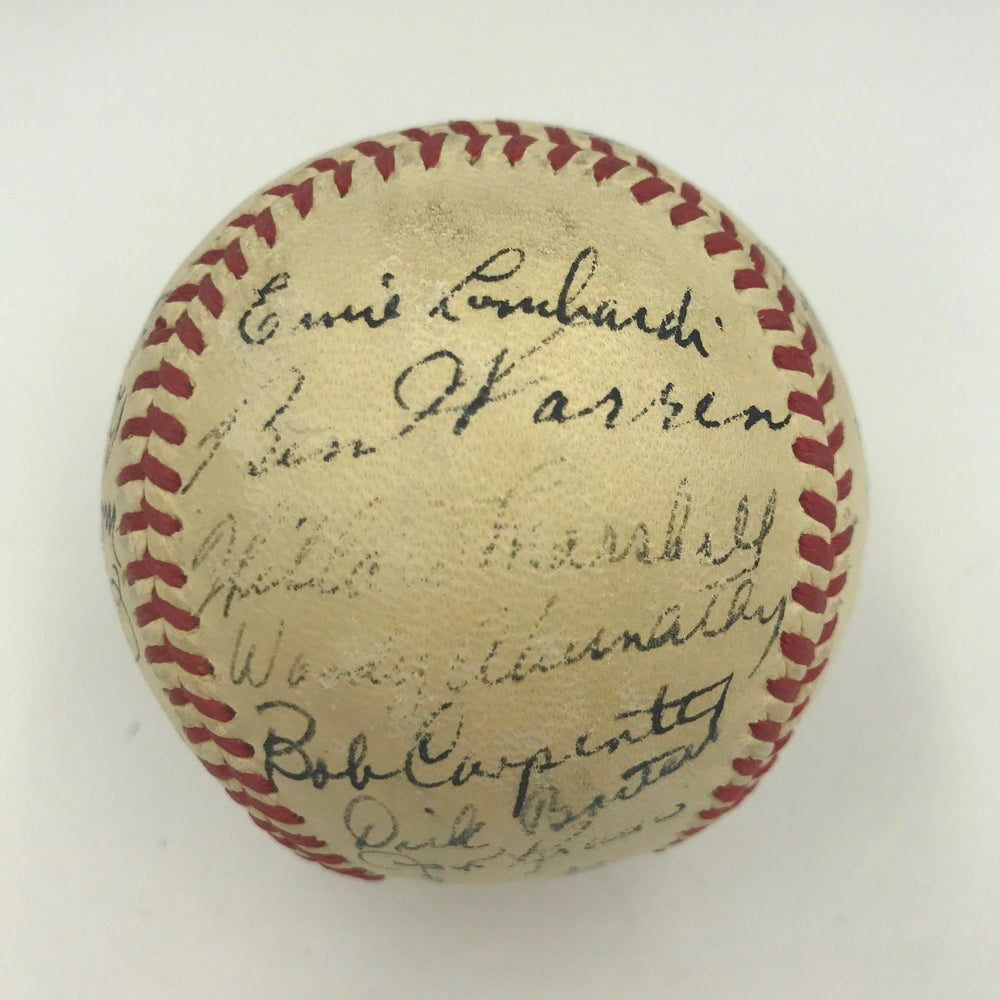 Ernie Lombardi
Ben Warren
Willard Marshall
Woody Abernathy
Bob Carpenter
Dick Bartell